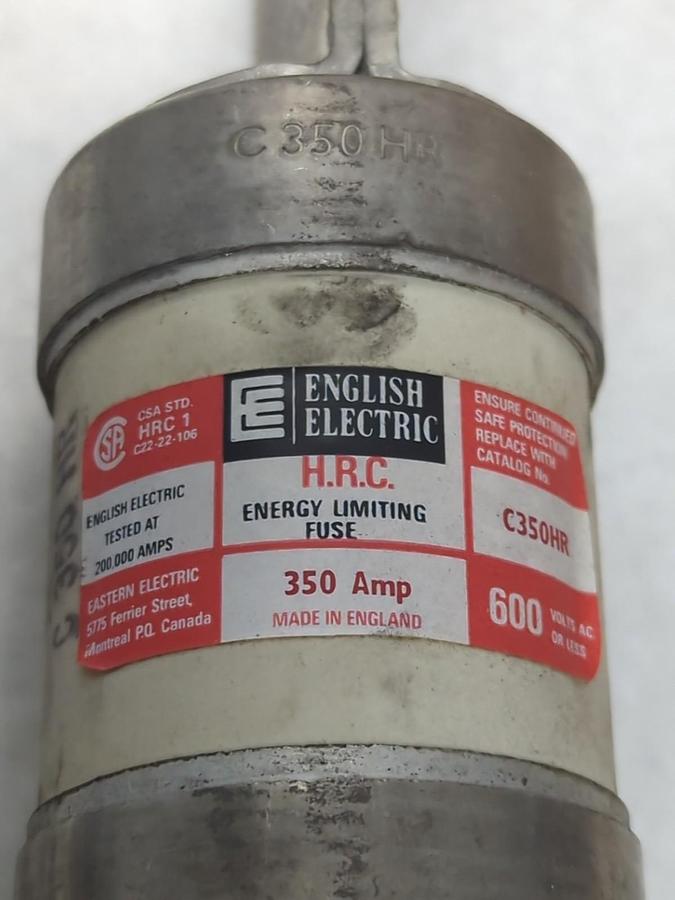 C 350 HR
CSA STD.
HRC 1
C22-22-106
ENGLISH ELECTRIC
TESTED AT
200,000 AMPS
EASTERN ELECTRIC
5775 Ferrier Street,
Montreal P.Q. Canada
ENGLISH
ELECTRIC
H.R.C.
ENERGY LIMITING
FUSE
350 Amp
MADE IN ENGLAND
ENSURE CONTINUED
SAFE PROTECTION
REPLACE WITH
CATALOG No.
C350HR
600 VOLTS A.C.
OR LESS
C 350 HR